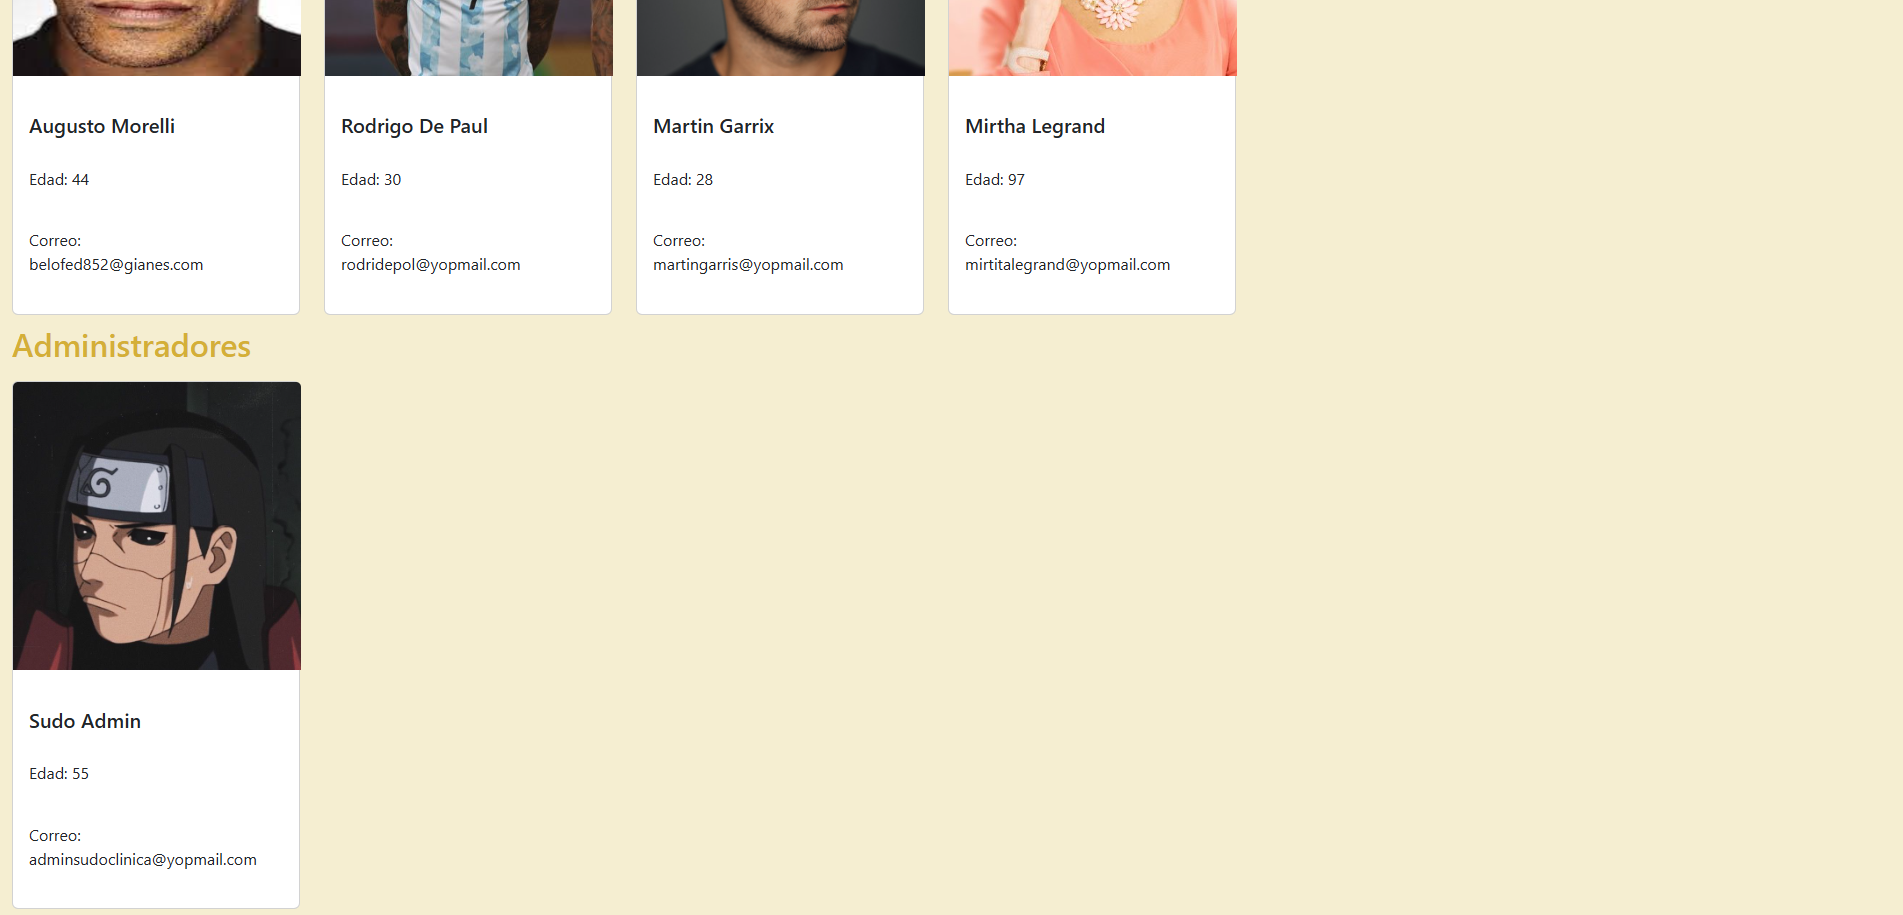 Augusto Morelli
Edad: 44
Correo:
belofed852@gianes.com
Rodrigo De Paul
Edad: 30
Correo:
rodridepol@yopmail.com
Martin Garrix
Edad: 28
Correo:
martingarris@yopmail.com
Mirtha Legrand
Edad: 97
Correo:
mirtitalegrand@yopmail.com
Administradores
Sudo Admin
Edad: 55
Correo:
adminsudoclinica@yopmail.com